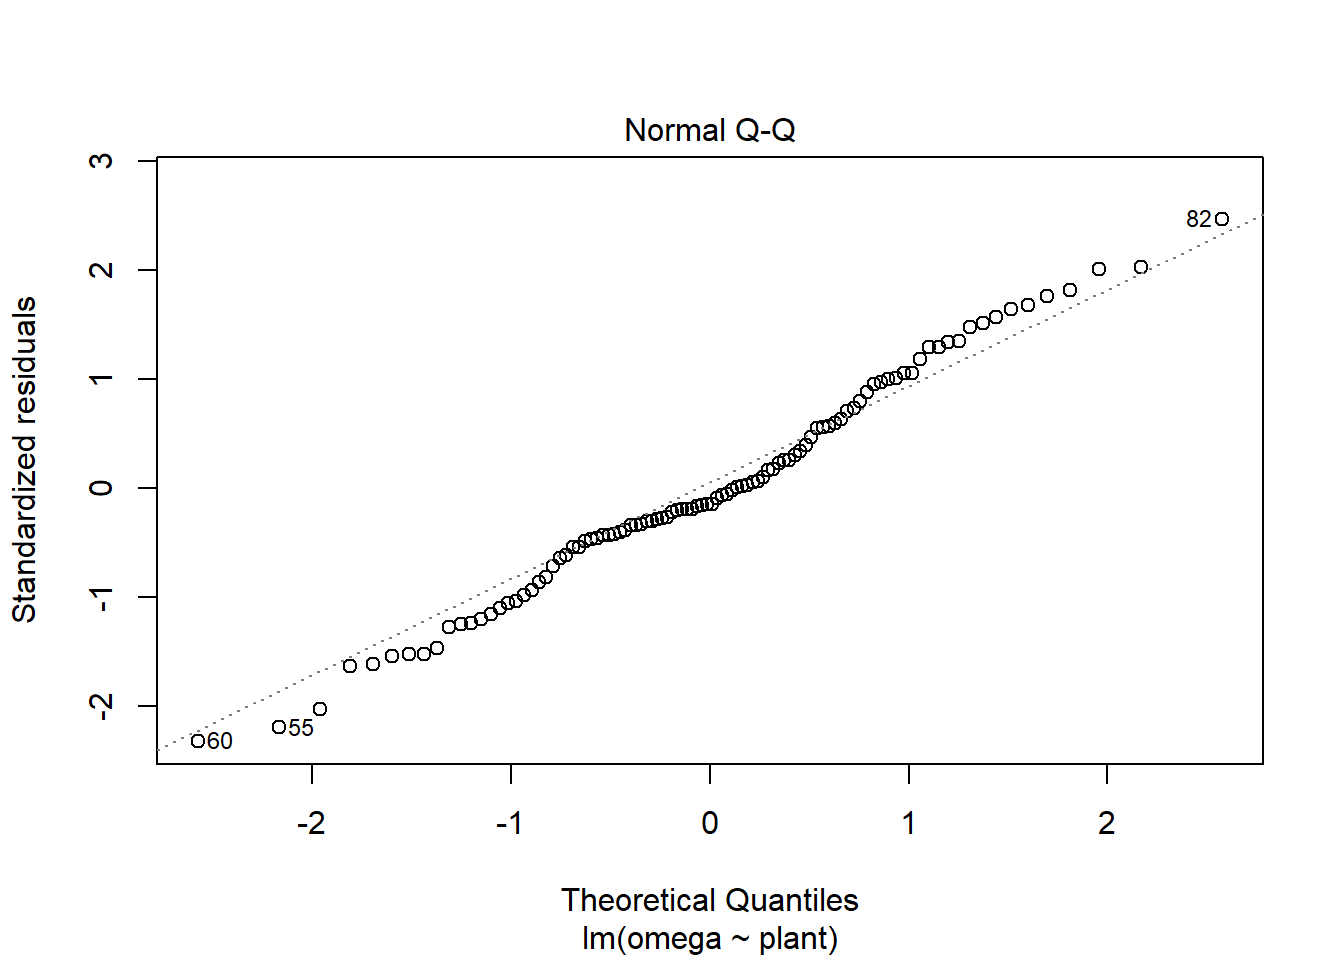 Normal Q-Q
Standardized residuals
3
2
1
0
-1
-2
82
55
60
-2 -1 0 1 2
Theoretical Quantiles
lm(omega ~ plant)